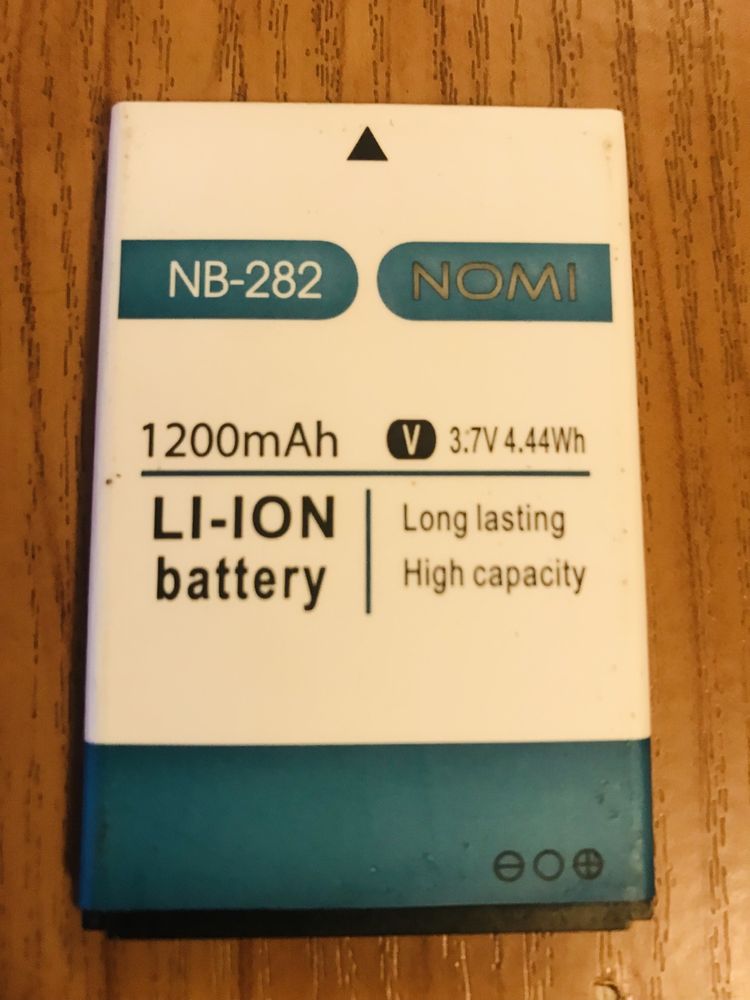 NB-282 NOMI
1200mAh V 3.7V 4.44Wh
LI-ION
battery
Long lasting
High capacity